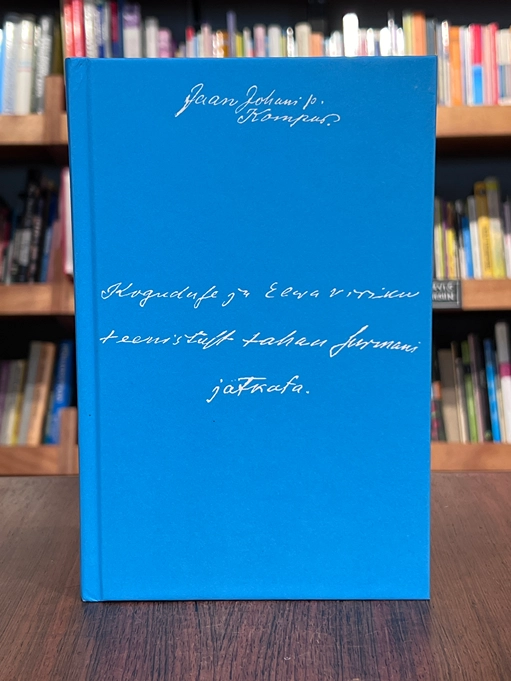 Jaan Johani p.
Kompus.
Koguduse ja Elwa kiriku
teenistust tahan surmani
jätkata.